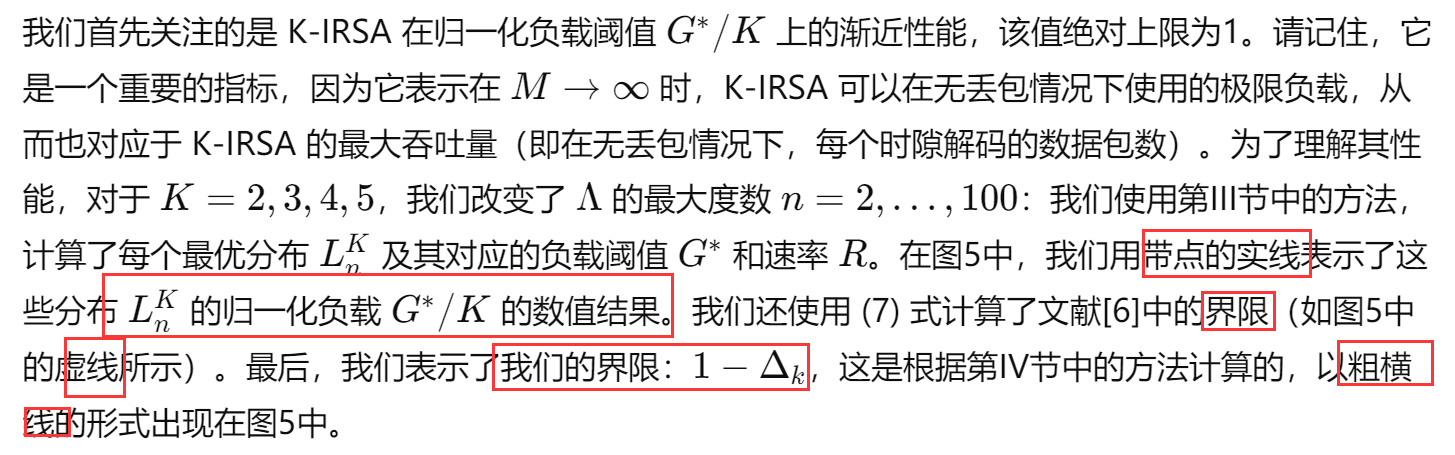 我们首先关注的是 K-IRSA 在归一化负载阈值 G*/K 上的渐近性能，该值绝对上限为1。请记住，它
是一个重要的指标，因为它表示在 M → ∞ 时，K-IRSA 可以在无丢包情况下使用的极限负载，从
而也对应于 K-IRSA 的最大吞吐量（即在无丢包情况下，每个时隙解码的数据包数）。为了理解其性
能，对于 K = 2, 3, 4, 5，我们改变了 Λ 的最大度数 n = 2, . . . , 100：我们使用第III节中的方法，
计算了每个最优分布 L_n^K 及其对应的负载阈值 G* 和速率 R。在图5中，我们用带点的实线表示了这
些分布 L_n^K 的归一化负载 G*/K 的数值结果。我们还使用 (7) 式计算了文献[6]中的界限（如图5中
的虚线所示）。最后，我们表示了我们的界限：1 − Δ_k，这是根据第IV节中的方法计算的，以粗横
线的形式出现在图5中。